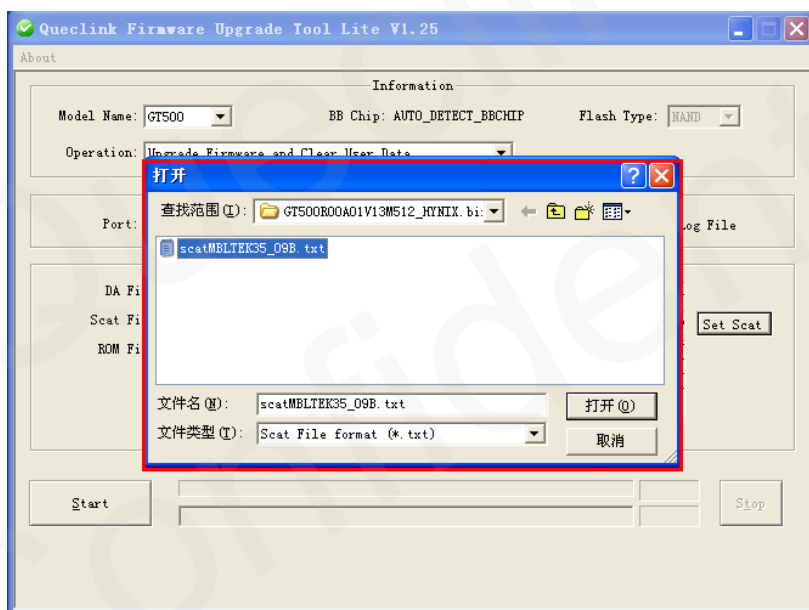 Queclink Firmware Upgrade Tool Lite V1.25
About
Information
Model Name: GT500 BB Chip: AUTO_DETECT_BBCHIP Flash Type: NAND
Operation: Upgrade Firmware and Clear User Data
打开
查找范围(I): GT500R00A01V13M512_HYNIX.bi
Port: Log File
scatMBLTEK35_09B.txt
DA Fi
Scat Fi Set Scat
ROM Fi
文件名(N): scatMBLTEK35_09B.txt 打开(O)
文件类型(T): Scat File format (*.txt) 取消
Start Stop